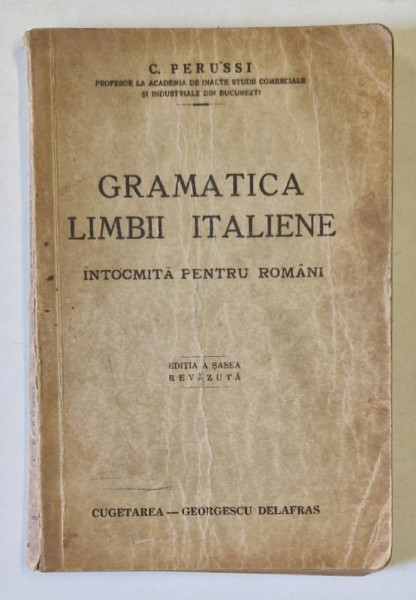 C. PERUSSI
PROFESOR LA ACADEMIA DE INALTE STUDII COMERCIALE
ȘI INDUSTRIALE DIN BUCUREȘTI
GRAMATICA
LIMBII ITALIENE
ÎNTOCMITĂ PENTRU ROMÂNI
EDIȚIA A ȘASEA
REVĂZUTĂ
CUGETAREA — GEORGESCU DELAFRAS